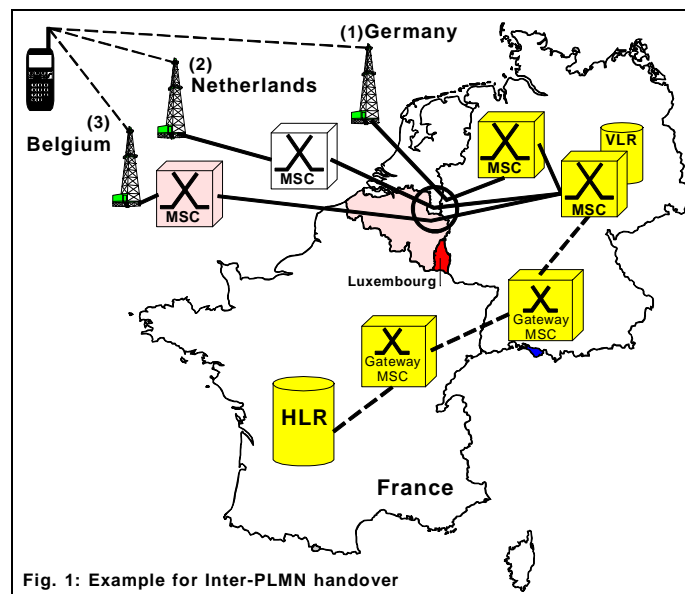 (1)Germany
(2)
Netherlands
(3)
Belgium
MSC
MSC
MSC
VLR
MSC
Luxembourg
Gateway
MSC
Gateway
MSC
HLR
France
Fig. 1: Example for Inter-PLMN handover